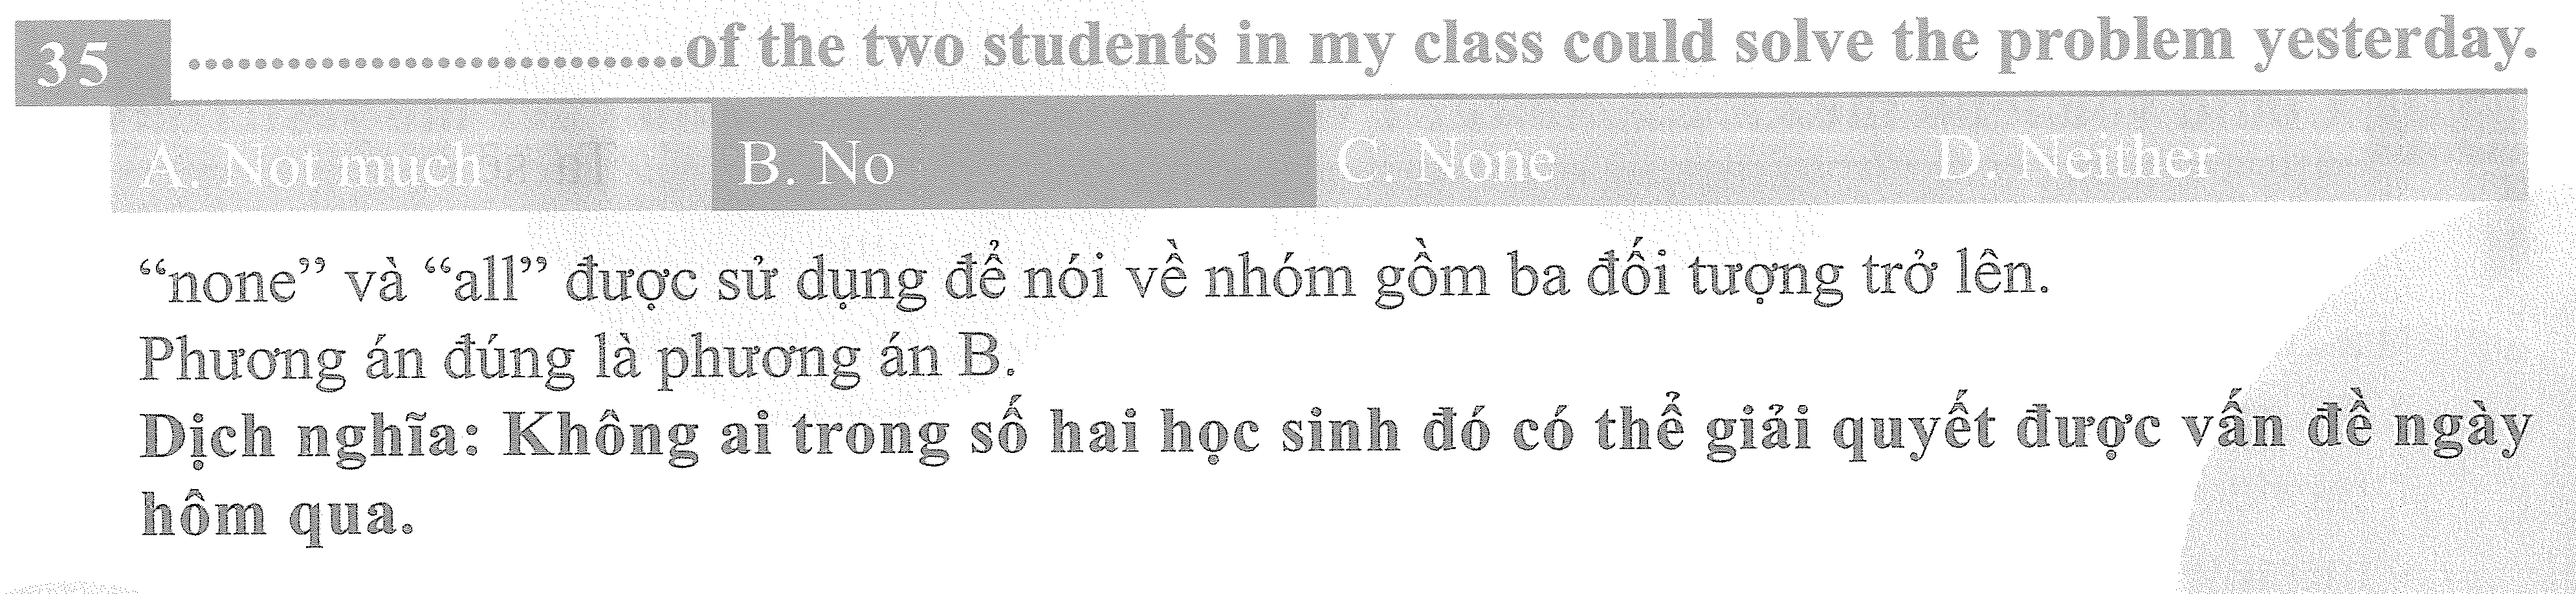 35 ..............................of the two students in my class could solve the problem yesterday.
A. Not much B. No C. None D. Neither
“none” và “all” được sử dụng để nói về nhóm gồm ba đối tượng trở lên.
Phương án đúng là phương án B.
Dịch nghĩa: Không ai trong số hai học sinh đó có thể giải quyết được vấn đề ngày
hôm qua.